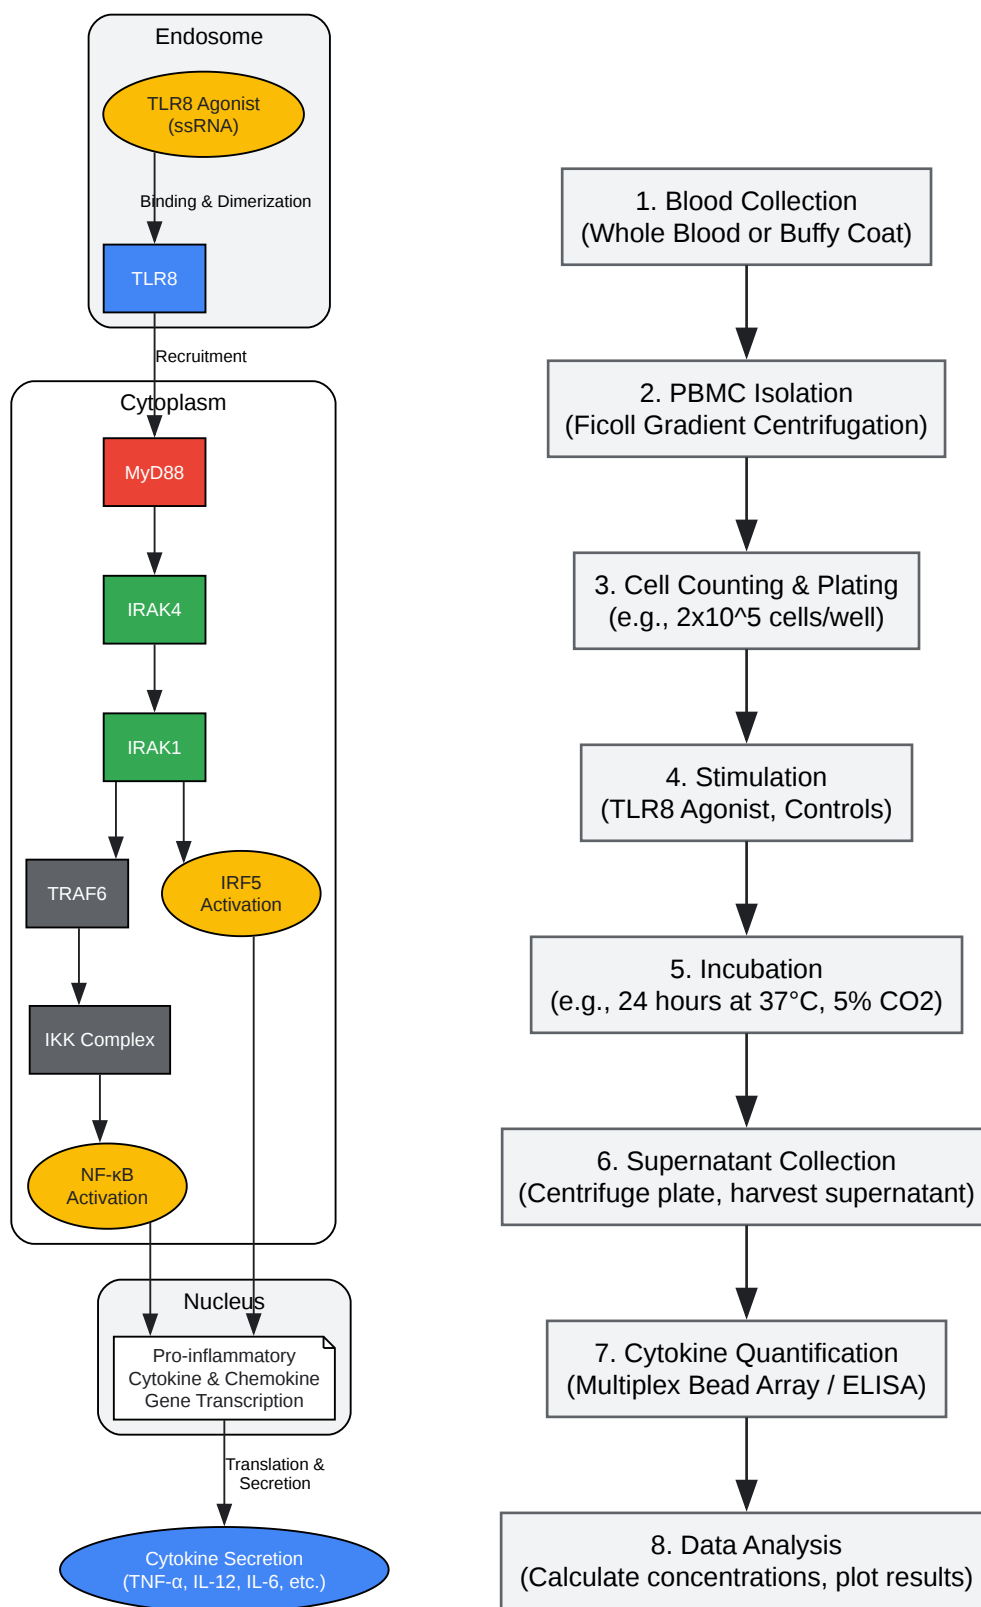 Endosome
TLR8 Agonist
(ssRNA)
Binding & Dimerization
TLR8
Recruitment
Cytoplasm
MyD88
IRAK4
IRAK1
TRAF6
IRF5
Activation
IKK Complex
NF-κB
Activation
Nucleus
Pro-inflammatory
Cytokine & Chemokine
Gene Transcription
Translation &
Secretion
Cytokine Secretion
(TNF-α, IL-12, IL-6, etc.)
1. Blood Collection
(Whole Blood or Buffy Coat)
2. PBMC Isolation
(Ficoll Gradient Centrifugation)
3. Cell Counting & Plating
(e.g., 2x10^5 cells/well)
4. Stimulation
(TLR8 Agonist, Controls)
5. Incubation
(e.g., 24 hours at 37°C, 5% CO2)
6. Supernatant Collection
(Centrifuge plate, harvest supernatant)
7. Cytokine Quantification
(Multiplex Bead Array / ELISA)
8. Data Analysis
(Calculate concentrations, plot results)